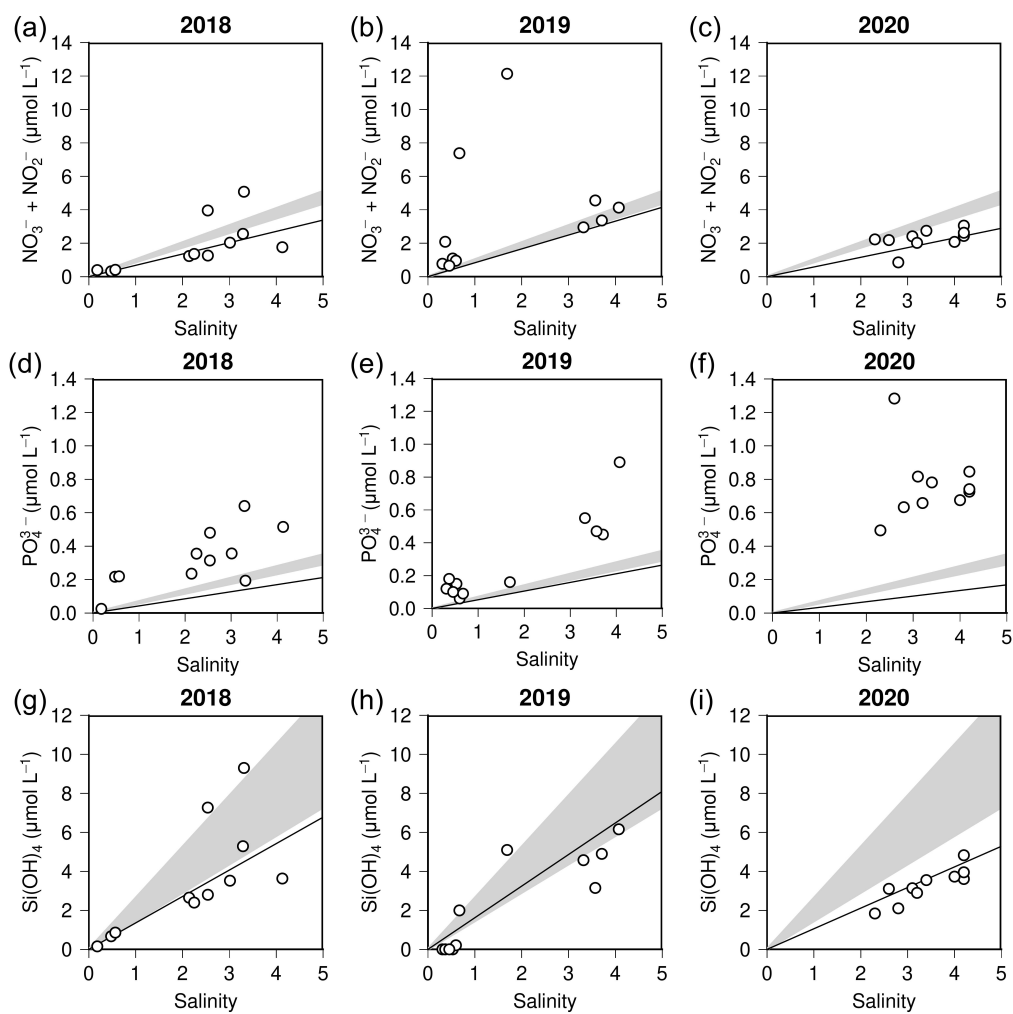 (a) 2018 (b) 2019 (c) 2020
NO₃⁻ + NO₂⁻ (µmol L⁻¹)
14
12
10
8
6
4
2
0
0 1 2 3 4 5
Salinity
NO₃⁻ + NO₂⁻ (µmol L⁻¹)
14
12
10
8
6
4
2
0
0 1 2 3 4 5
Salinity
NO₃⁻ + NO₂⁻ (µmol L⁻¹)
14
12
10
8
6
4
2
0
0 1 2 3 4 5
Salinity
(d) 2018 (e) 2019 (f) 2020
PO₄³⁻ (µmol L⁻¹)
1.4
1.2
1.0
0.8
0.6
0.4
0.2
0.0
0 1 2 3 4 5
Salinity
PO₄³⁻ (µmol L⁻¹)
1.4
1.2
1.0
0.8
0.6
0.4
0.2
0.0
0 1 2 3 4 5
Salinity
PO₄³⁻ (µmol L⁻¹)
1.4
1.2
1.0
0.8
0.6
0.4
0.2
0.0
0 1 2 3 4 5
Salinity
(g) 2018 (h) 2019 (i) 2020
Si(OH)₄ (µmol L⁻¹)
12
10
8
6
4
2
0
0 1 2 3 4 5
Salinity
Si(OH)₄ (µmol L⁻¹)
12
10
8
6
4
2
0
0 1 2 3 4 5
Salinity
Si(OH)₄ (µmol L⁻¹)
12
10
8
6
4
2
0
0 1 2 3 4 5
Salinity